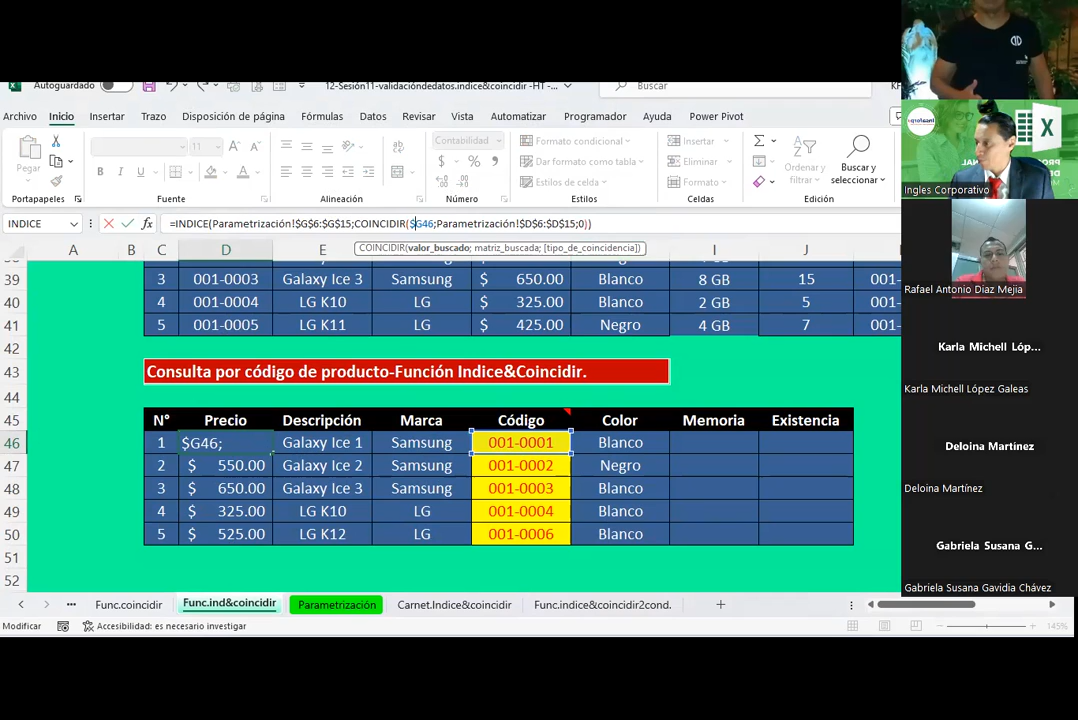 Autoguardado
12-Sesión11-validacióndedatos.indice&coincidir -HT -...
Buscar
Archivo Inicio Insertar Trazo Disposición de página Fórmulas Datos Revisar Vista Automatizar Programador Ayuda Power Pivot
Pegar
11
Contabilidad
Formato condicional
Dar formato como tabla
Estilos de celda
Insertar
Eliminar
Formato
Ordenar y filtrar
Buscar y seleccionar
Portapapeles Fuente Alineación Número Estilos Celdas Edición
INDICE
=INDICE(Parametrización!$G$6:$G$15;COINCIDIR($G46;Parametrización!$D$6:$D$15;0))
COINCIDIR(valor_buscado; matriz_buscada; [tipo_de_coincidencia])
A B C D E F G H I J
39 3 001-0003 Galaxy Ice 3 Samsung $ 650.00 Blanco 8 GB 15 001-
40 4 001-0004 LG K10 LG $ 325.00 Blanco 2 GB 5 001-
41 5 001-0005 LG K11 LG $ 425.00 Negro 4 GB 7 001-
42
43 Consulta por código de producto-Función Indice&Coincidir.
44
45 N° Precio Descripción Marca Código Color Memoria Existencia
46 1 $G46; Galaxy Ice 1 Samsung 001-0001 Blanco
47 2 $ 550.00 Galaxy Ice 2 Samsung 001-0002 Negro
48 3 $ 650.00 Galaxy Ice 3 Samsung 001-0003 Blanco
49 4 $ 325.00 LG K10 LG 001-0004 Blanco
50 5 $ 525.00 LG K12 LG 001-0006 Blanco
51
52
Func.coincidir Func.ind&coincidir Parametrización Carnet.Indice&coincidir Func.indice&coincidir2cond.
Modificar
Accesibilidad: es necesario investigar
145%
Ingles Corporativo
Rafael Antonio Diaz Mejia
Karla Michell Lóp...
Karla Michell López Galeas
Deloina Martínez
Deloina Martínez
Gabriela Susana G...
Gabriela Susana Gavidia Chávez